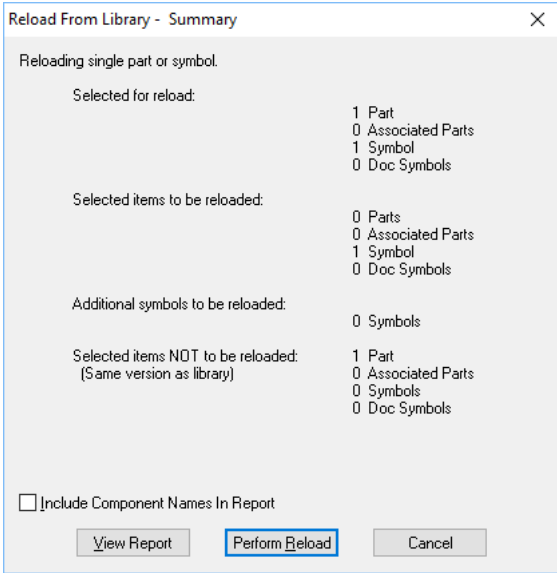 Reload From Library -  Summary
Reloading single part or symbol.
Selected for reload:
1 Part
0 Associated Parts
1 Symbol
0 Doc Symbols
Selected items to be reloaded:
0 Parts
0 Associated Parts
1 Symbol
0 Doc Symbols
Additional symbols to be reloaded:
0 Symbols
Selected items NOT to be reloaded:
(Same version as library)
1 Part
0 Associated Parts
0 Symbols
0 Doc Symbols
Include Component Names In Report
View Report
Perform Reload
Cancel